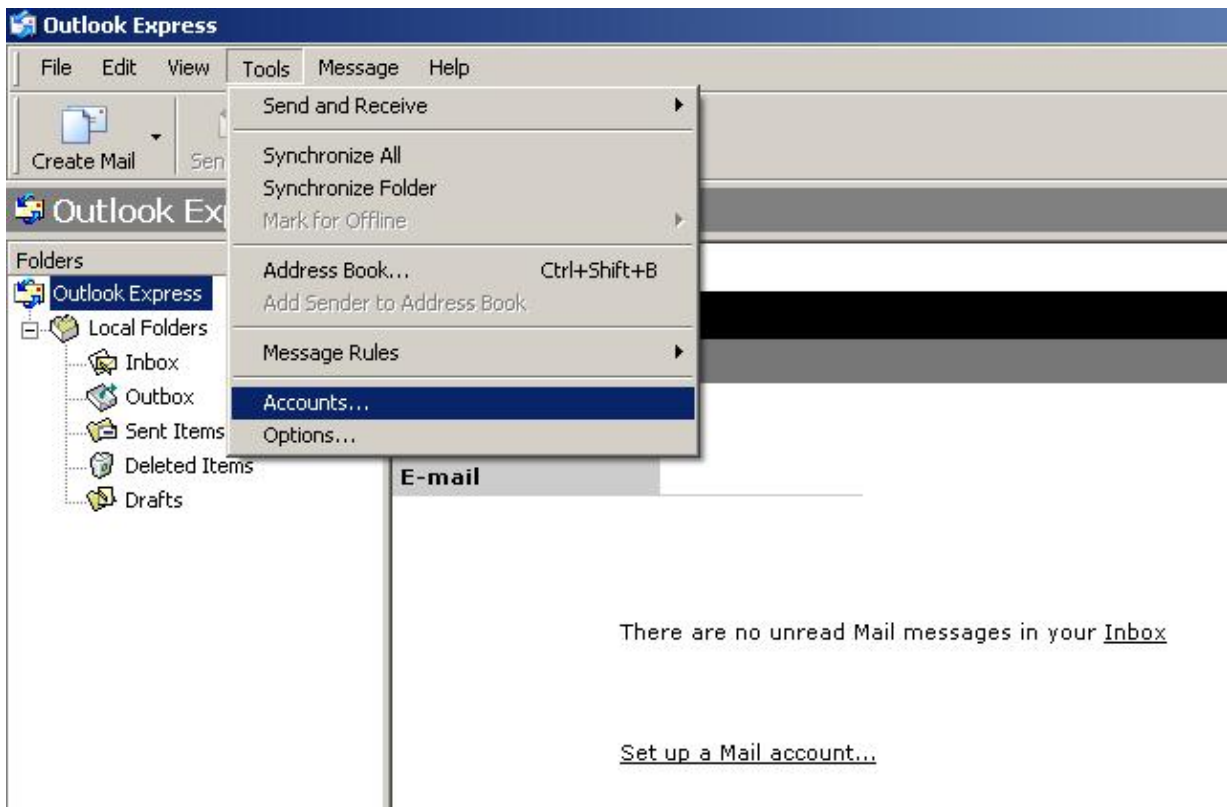 Outlook Express
File Edit View Tools Message Help
Create Mail
Send and Receive
Synchronize All
Synchronize Folder
Mark for Offline
Address Book... Ctrl+Shift+B
Add Sender to Address Book
Message Rules
Accounts...
Options...
Folders
Outlook Express
Local Folders
Inbox
Outbox
Sent Items
Deleted Items
Drafts
E-mail
There are no unread Mail messages in your Inbox
Set up a Mail account...